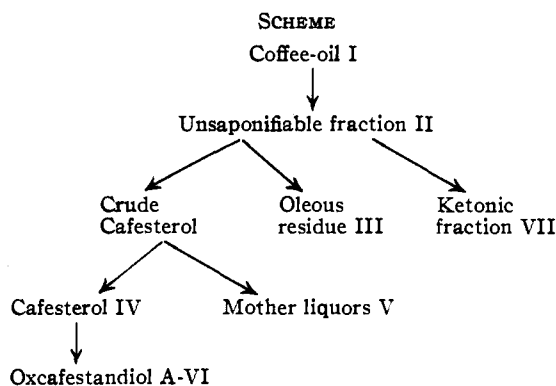 SCHEME
Coffee-oil I
Unsaponifiable fraction II
Crude Cafesterol
Oleous residue III
Ketonic fraction VII
Cafesterol IV
Mother liquors V
Oxcafestandiol A-VI